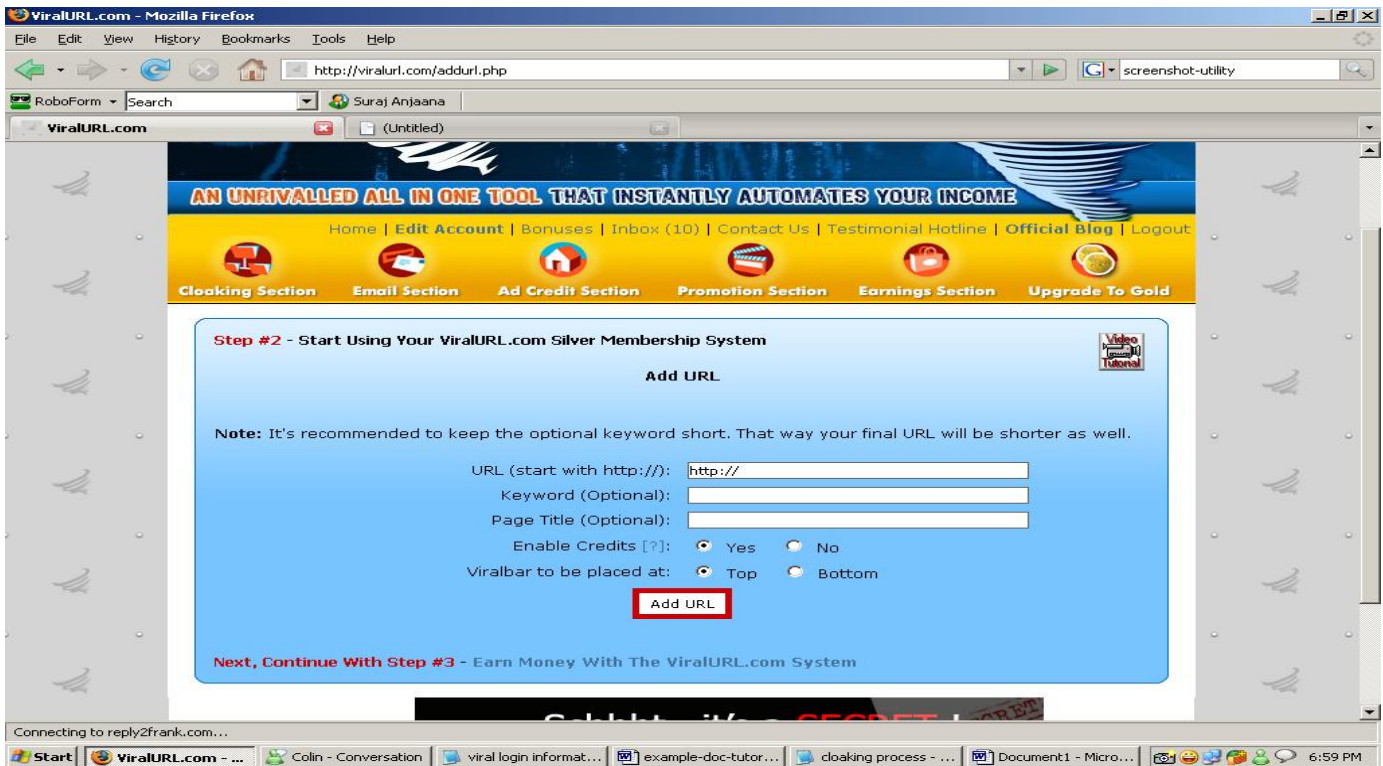 ViralURL.com - Mozilla Firefox
File Edit View History Bookmarks Tools Help
http://viralurl.com/addurl.php G screenshot-utility
RoboForm Search Suraj Anjaana
ViralURL.com (Untitled)
AN UNRIVALLED ALL IN ONE TOOL THAT INSTANTLY AUTOMATES YOUR INCOME
Home | Edit Account | Bonuses | Inbox (10) | Contact Us | Testimonial Hotline | Official Blog | Logout
Cloaking Section Email Section Ad Credit Section Promotion Section Earnings Section Upgrade To Gold
Step #2 - Start Using Your ViralURL.com Silver Membership System
Video Tutorial
Add URL
Note: It's recommended to keep the optional keyword short. That way your final URL will be shorter as well.
URL (start with http://): http://
Keyword (Optional):
Page Title (Optional):
Enable Credits [?]: Yes No
Viralbar to be placed at: Top Bottom
Add URL
Next, Continue With Step #3 - Earn Money With The ViralURL.com System
Connecting to reply2frank.com...
Start ViralURL.com - ... Colin - Conversation viral login informat... example-doc-tutor... cloaking process - ... Document1 - Micro... 6:59 PM